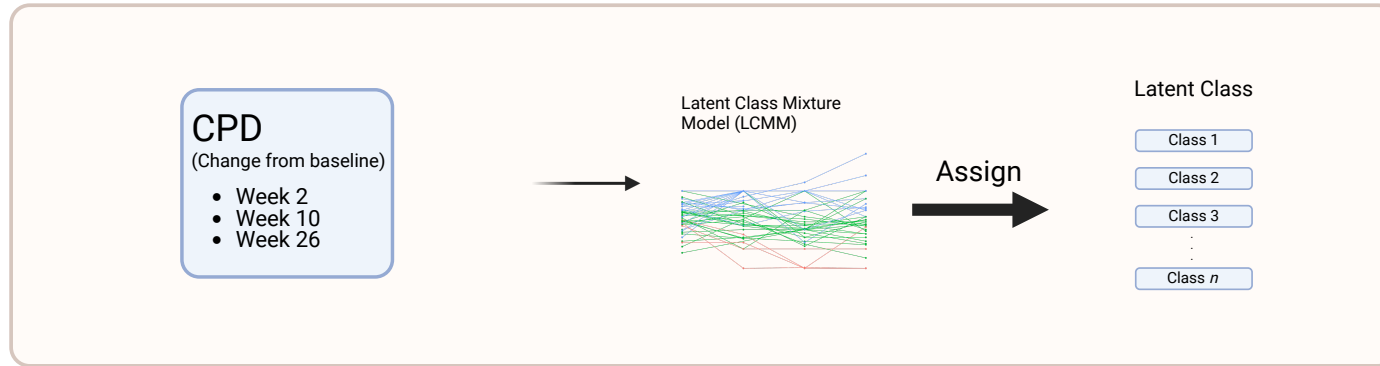 CPD
(Change from baseline)
• Week 2
• Week 10
• Week 26
Latent Class Mixture
Model (LCMM)
Assign
Latent Class
Class 1
Class 2
Class 3
.
.
.
Class n